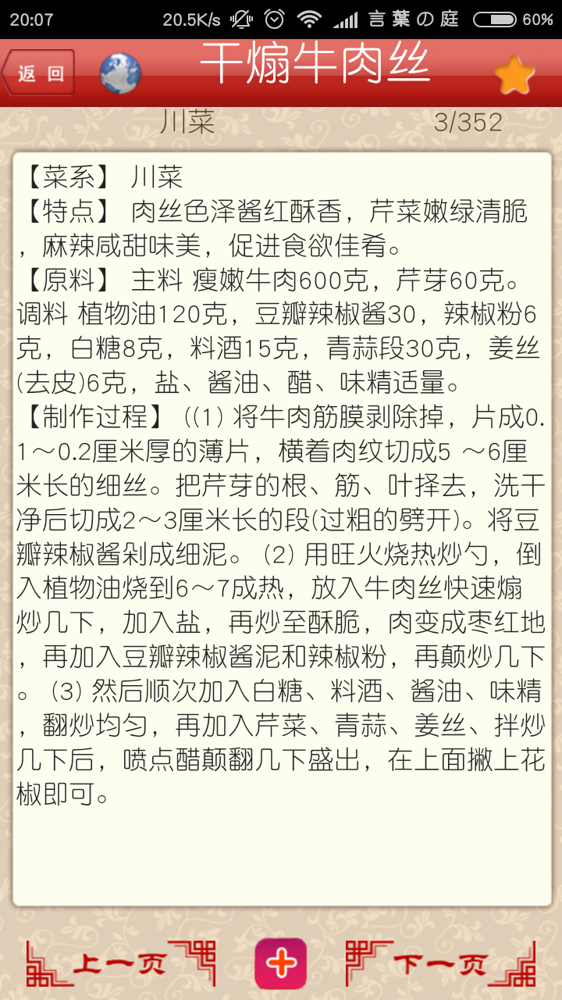 20:07 20.5K/s 言葉の庭 60%
返回 干煸牛肉丝
川菜 3/352
【菜系】 川菜
【特点】 肉丝色泽酱红酥香，芹菜嫩绿清脆
，麻辣咸甜味美，促进食欲佳肴。
【原料】 主料 瘦嫩牛肉600克，芹芽60克。
调料 植物油120克，豆瓣辣椒酱30，辣椒粉6
克，白糖8克，料酒15克，青蒜段30克，姜丝
(去皮)6克，盐、酱油、醋、味精适量。
【制作过程】 ((1) 将牛肉筋膜剥除掉，片成0.
1～0.2厘米厚的薄片，横着肉纹切成5 ～6厘
米长的细丝。把芹芽的根、筋、叶择去，洗干
净后切成2～3厘米长的段(过粗的劈开)。将豆
瓣辣椒酱剁成细泥。 (2) 用旺火烧热炒勺，倒
入植物油烧到6～7成热，放入牛肉丝快速煸
炒几下，加入盐，再炒至酥脆，肉变成枣红地
，再加入豆瓣辣椒酱泥和辣椒粉，再颠炒几下
。 (3) 然后顺次加入白糖、料酒、酱油、味精
，翻炒均匀，再加入芹菜、青蒜、姜丝、拌炒
几下后，喷点醋颠翻几下盛出，在上面撇上花
椒即可。
上一页 下一页